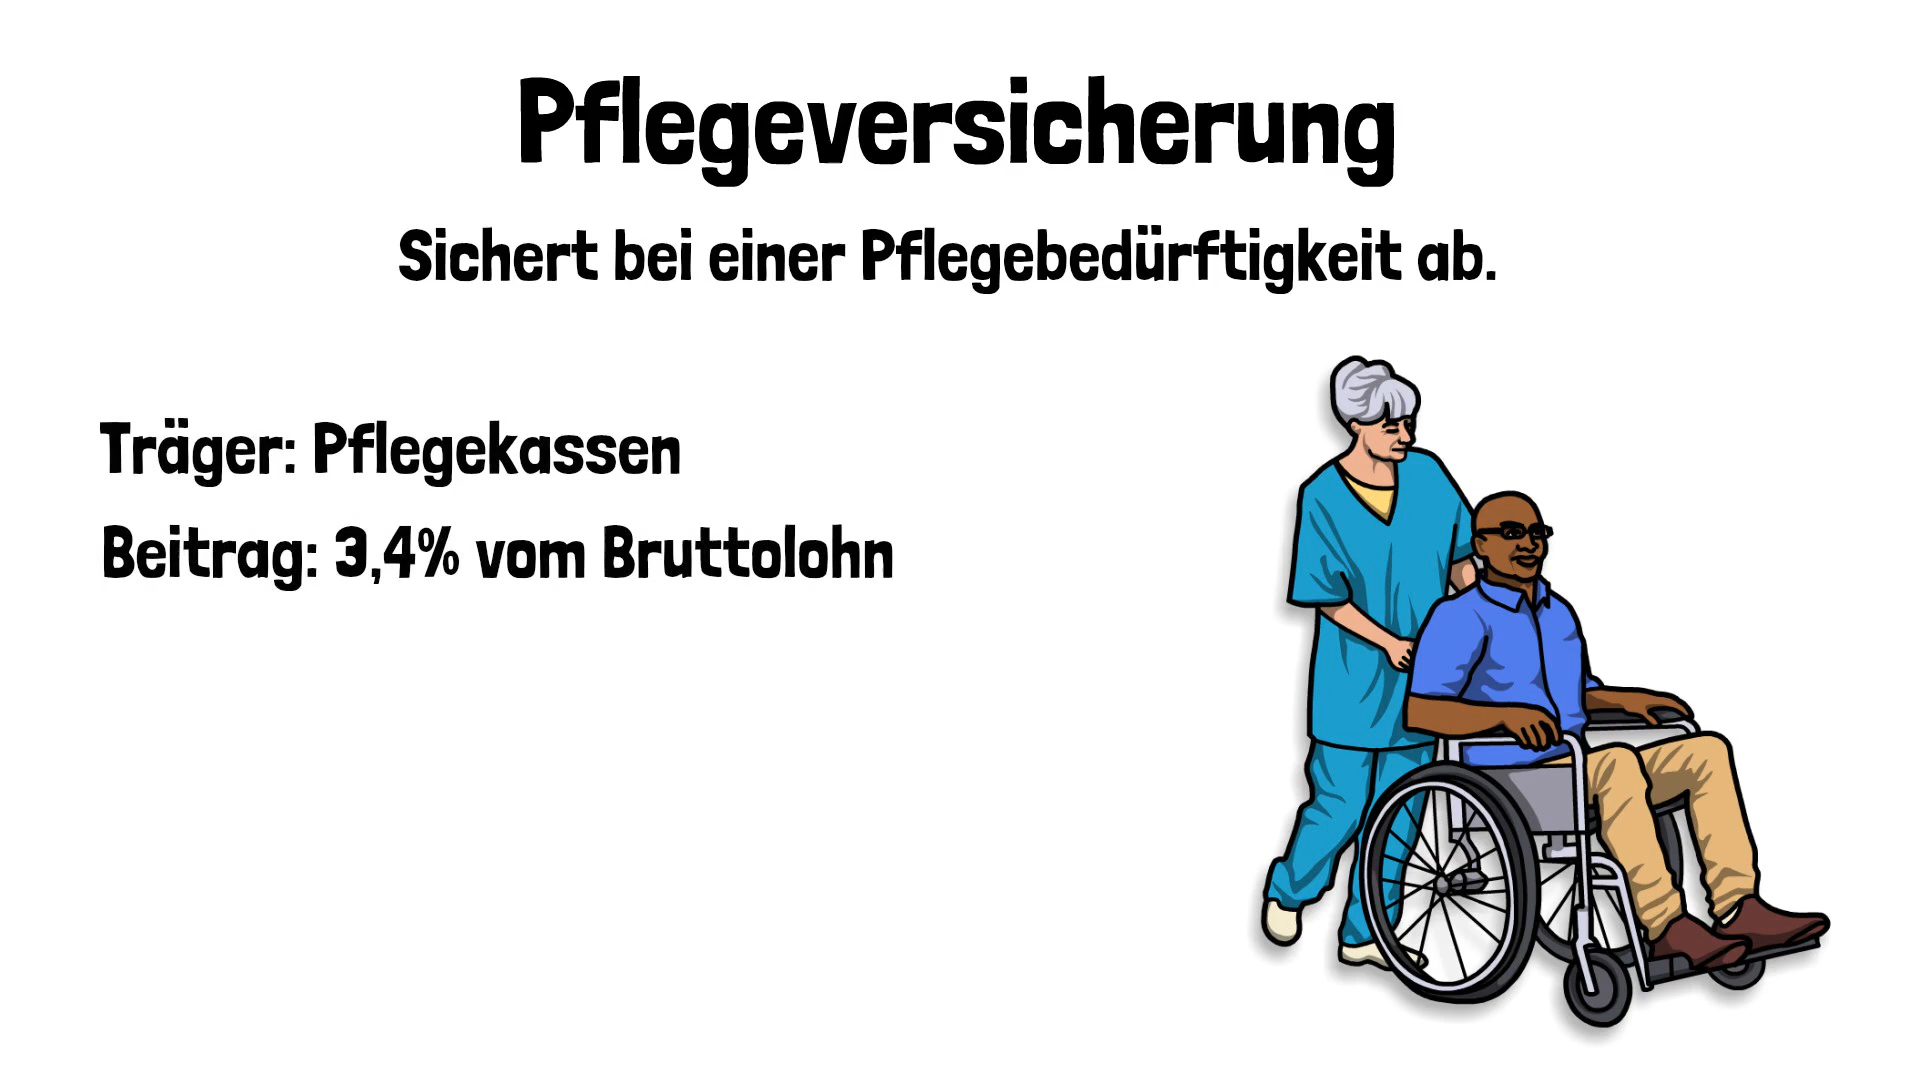 Pflegeversicherung
Sichert bei einer Pflegebedürftigkeit ab.
Träger: Pflegekassen
Beitrag: 3,4% vom Bruttolohn